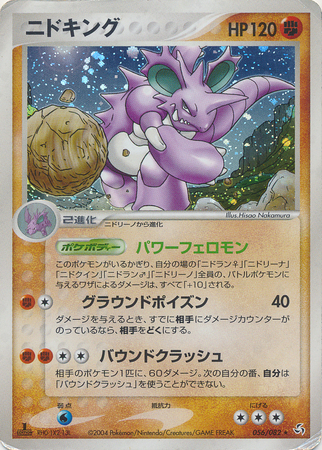 ニドキング HP120
Illus. Hisao Nakamura
2進化 ニドリーノから進化
ポケボディー パワーフェロモン
このポケモンがいるかぎり、自分の場の「ニドラン♀」「ニドリーナ」
「ニドクイン」「ニドラン♂」「ニドリーノ」全員の、バトルポケモンに
与えるワザによるダメージは、すべて「+10」される。
グラウンドポイズン 40
ダメージを与えるとき、すでに相手にダメージカウンター
がのっているなら、相手をどくにする。
バウンドクラッシュ
相手のポケモン1匹に、60ダメージ。次の自分の番、自分は
「バウンドクラッシュ」を使うことができない。
弱点 抵抗力 にげる
©2004 Pokémon/Nintendo/Creatures/GAME FREAK
056/082 ★